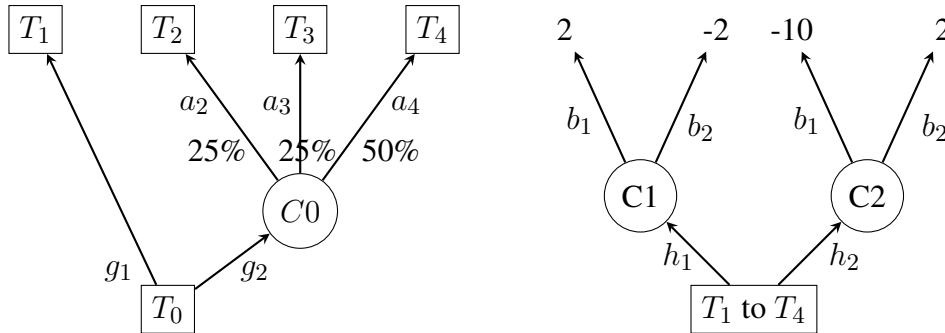 T₁ T₂ T₃ T₄ 2 -2 -10 2
a₂ a₃ a₄ b₁ b₂ b₁ b₂
25% 25% 50%
C0 C1 C2
g₁ g₂ h₁ h₂
T₀ T₁ to T₄